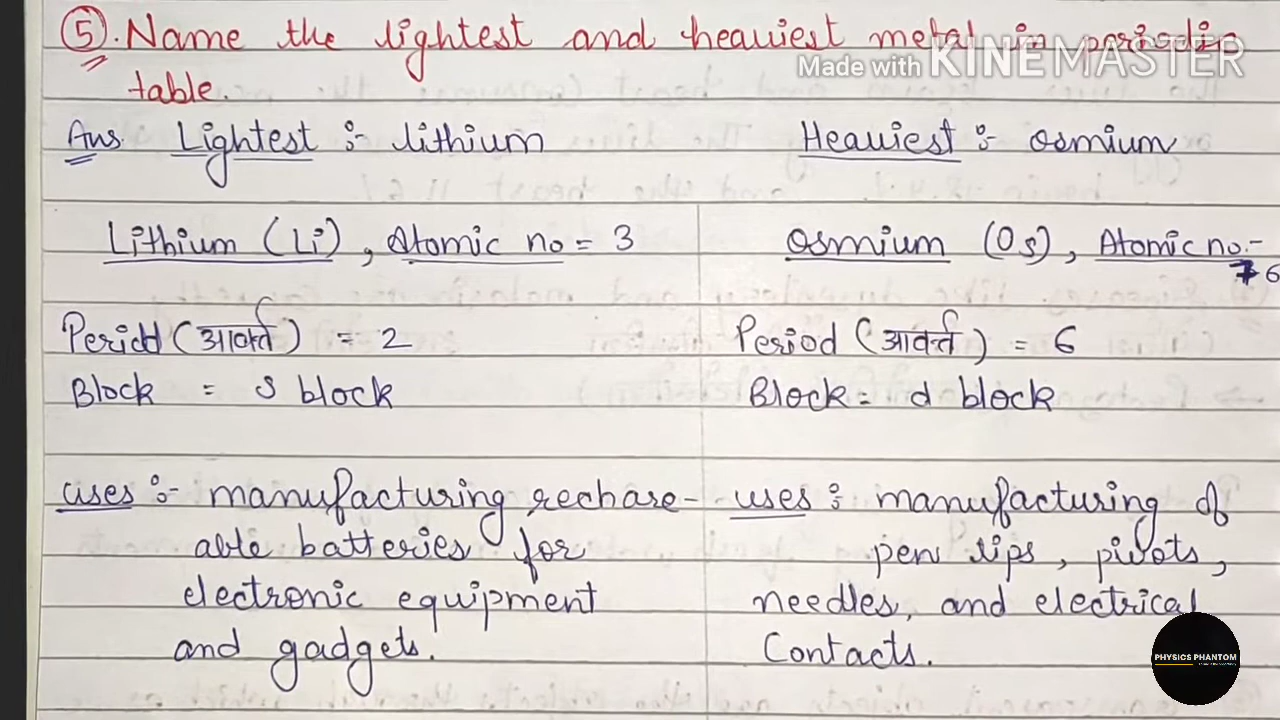 ⑤. Name the lightest and heaviest metal in periodic
Made with KINEMASTER
table.
Ans. Lightest :- lithium Heaviest :- Osmium
Lithium (Li), Atomic no = 3 Osmium (Os), Atomic no.-
76
Period (आवर्त्त) = 2 Period (आवर्त्त) = 6
Block = s block Block = d block
uses :- manufacturing rechare- uses : manufacturing of
able batteries for pen tips, pivots,
electronic equipment needles, and electrical
and gadgets. Contacts.
PHYSICS PHANTOM